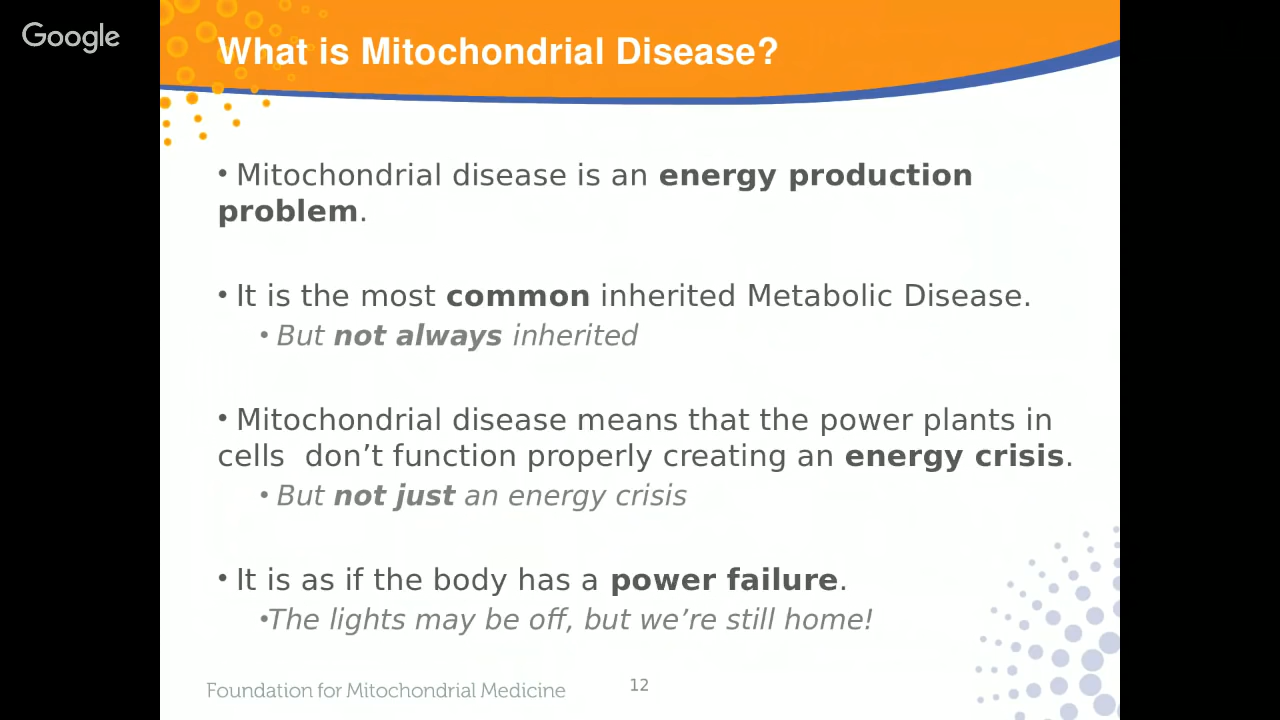 Google
What is Mitochondrial Disease?
• Mitochondrial disease is an energy production
problem.
• It is the most common inherited Metabolic Disease.
• But not always inherited
• Mitochondrial disease means that the power plants in
cells  don’t function properly creating an energy crisis.
• But not just an energy crisis
• It is as if the body has a power failure.
•The lights may be off, but we’re still home!
Foundation for Mitochondrial Medicine
12